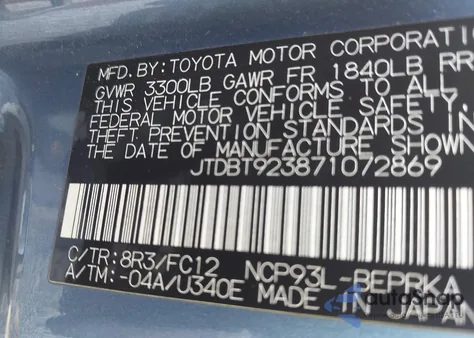 MFD. BY: TOYOTA MOTOR CORPORATIO
GVWR 3300LB GAWR FR 1840LB RR
THIS VEHICLE CONFORMS TO ALL
FEDERAL MOTOR VEHICLE SAFETY,
THEFT PREVENTION STANDARDS IN
THE DATE OF MANUFACTURE SHOWN
JTDBT923871072869
C/TR: 8R3/FC12 NCP93L-BEPRKA
A/TM: -04A/U340E MADE IN JAPAN
autoSnap